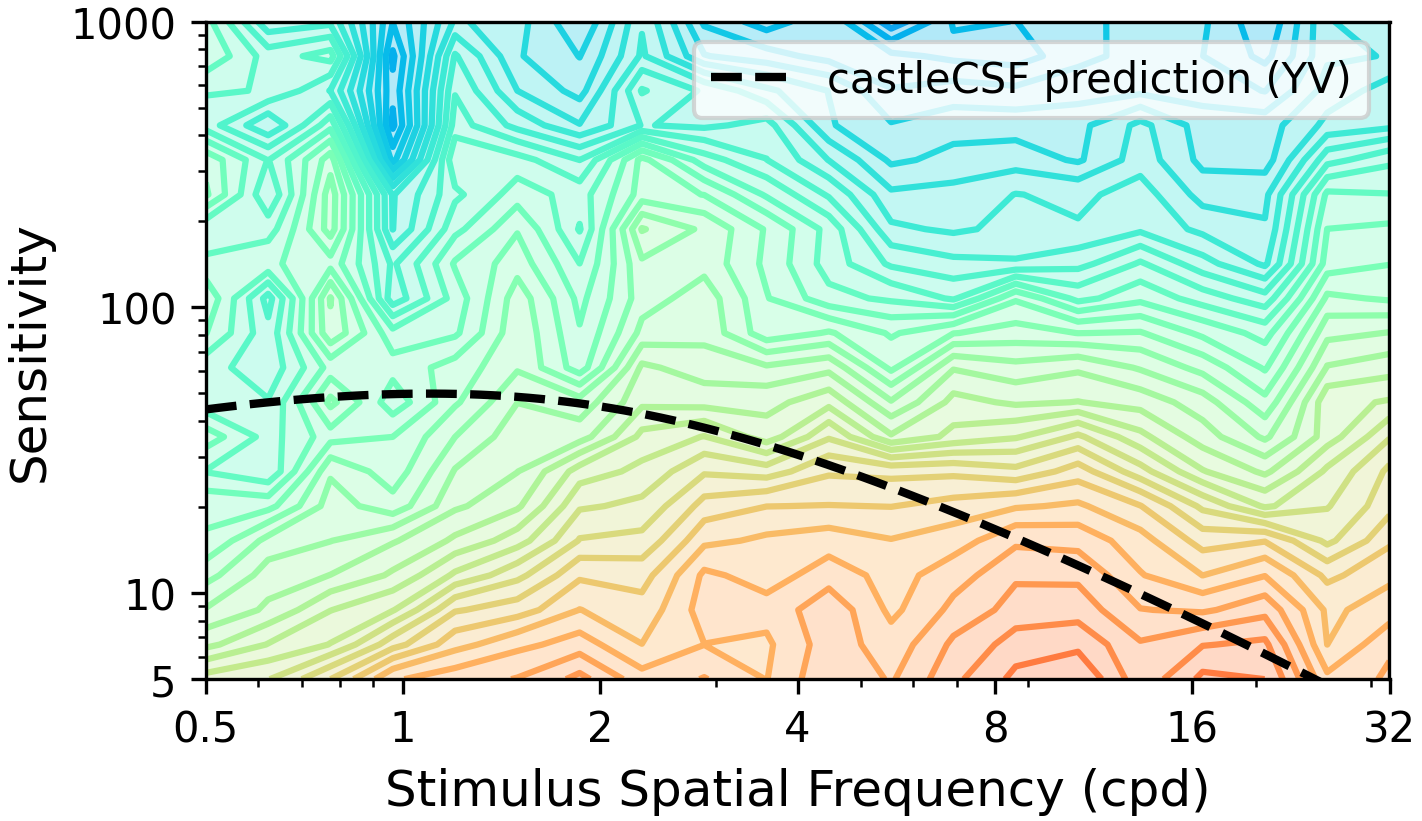 1000
castleCSF prediction (YV)
100
Sensitivity
10
5
0.5 1 2 4 8 16 32
Stimulus Spatial Frequency (cpd)